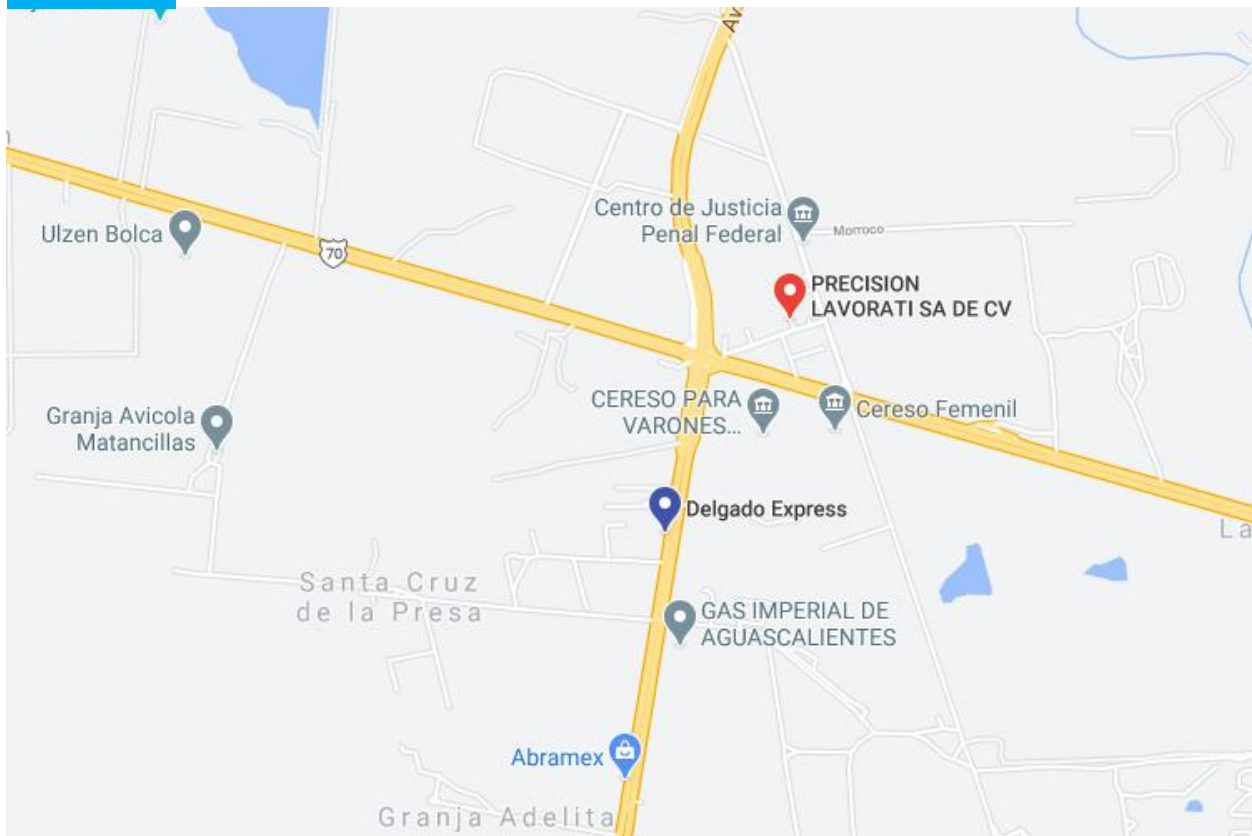 Av.
70
Ulzen Bolca
Centro de Justicia
Penal Federal
Morroco
PRECISION
LAVORATI SA DE CV
CERESO PARA
VARONES...
Cereso Femenil
Granja Avicola
Matancillas
Delgado Express
La
Santa Cruz
de la Presa
GAS IMPERIAL DE
AGUASCALIENTES
Abramex
Granja Adelita